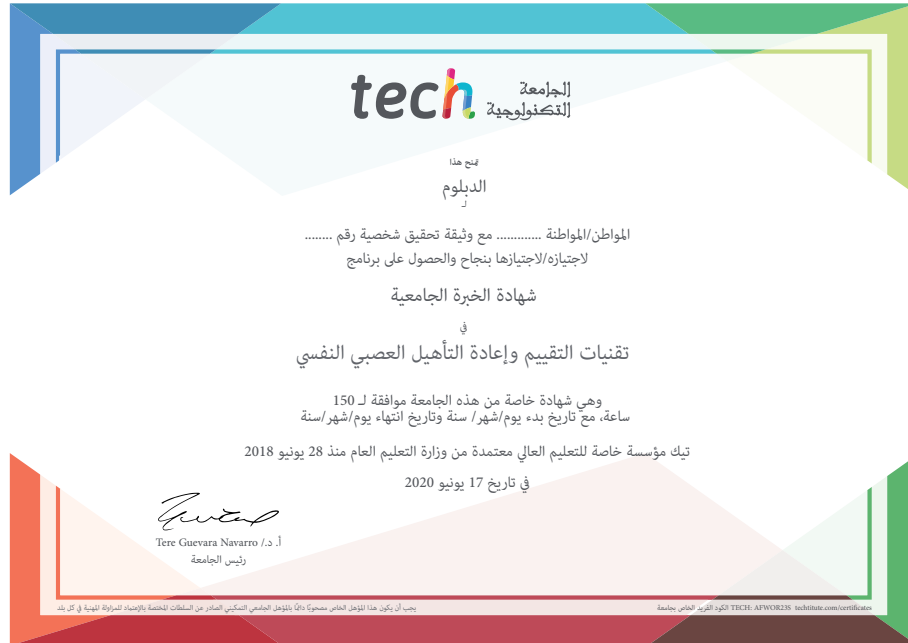 tech الجامعة
التكنولوجية
تمنح هذا
الدبلوم
لـ
المواطن/المواطنة ............. مع وثيقة تحقيق شخصية رقم ........
لاجتيازه/لاجتيازها بنجاح والحصول على برنامج
شهادة الخبرة الجامعية
في
تقنيات التقييم وإعادة التأهيل العصبي النفسي
وهي شهادة خاصة من هذه الجامعة موافقة لـ 150
ساعة، مع تاريخ بدء يوم/شهر/ سنة وتاريخ انتهاء يوم/شهر/سنة
تيك مؤسسة خاصة للتعليم العالي معتمدة من وزارة التعليم العام منذ 28 يونيو 2018
في تاريخ 17 يونيو 2020
أ. د./ Tere Guevara Navarro
رئيس الجامعة
يجب أن يكون هذا المؤهل الخاص مصحوبًا دائمًا بالمؤهل الجامعي التمكيني الصادر عن السلطات المختصة بالإعتماد للمزاولة المهنية في كل بلد
الكود الفريد الخاص بجامعة TECH: AFWOR23S techtitute.com/certificates